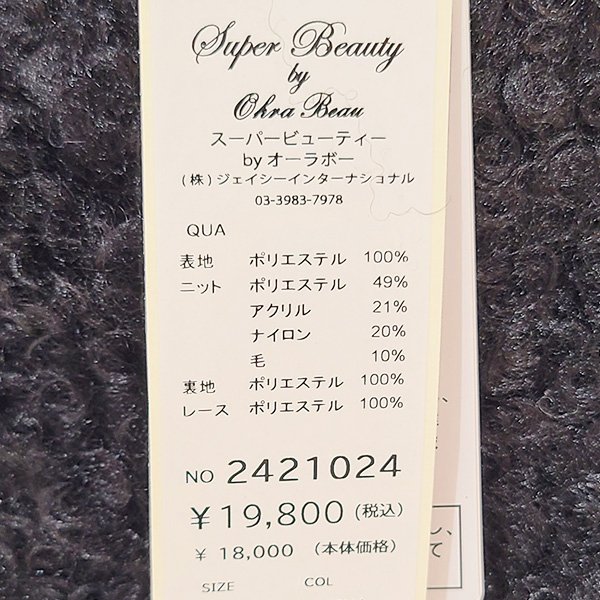 Super Beauty
by
Ohra Beau
スーパービューティー
by オーラボー
(株)ジェイシーインターナショナル
03-3983-7978
QUA
表地 ポリエステル 100%
ニット ポリエステル 49%
アクリル 21%
ナイロン 20%
毛 10%
裏地 ポリエステル 100%
レース ポリエステル 100%
NO 2421024
¥19,800 (税込)
¥ 18,000 (本体価格)
SIZE COL